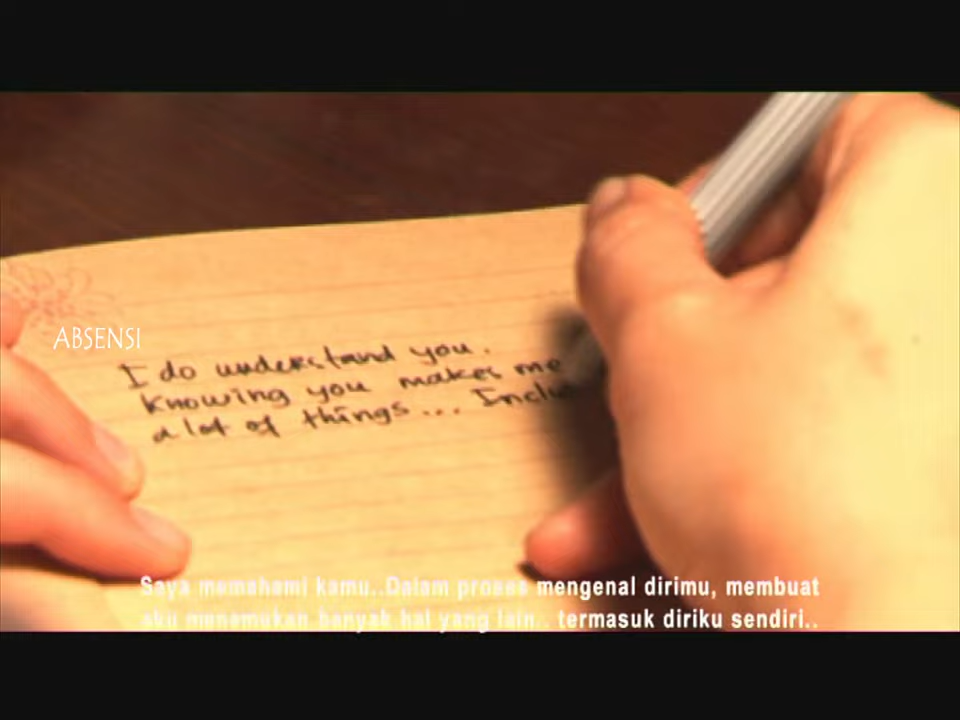 ABSENSI
I do understand you.
knowing you makes me
a lot of things... Inclu
Saya memahami kamu..Dalam proses mengenal dirimu, membuat
aku menemukan banyak hal yang lain.. termasuk diriku sendiri..